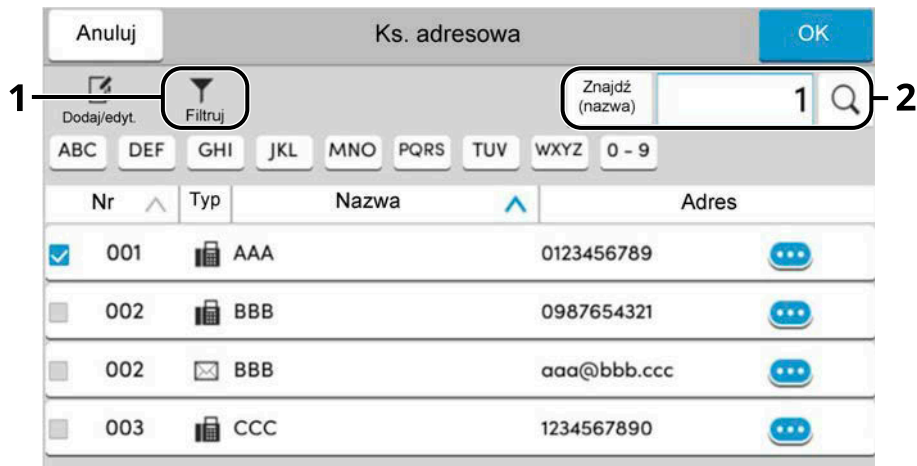 Anuluj Ks. adresowa OK
1 Dodaj/edyt. Filtruj Znajdź (nazwa) 1 2
ABC DEF GHI JKL MNO PQRS TUV WXYZ 0 - 9
Nr Typ Nazwa Adres
001 AAA 0123456789
002 BBB 0987654321
002 BBB aaa@bbb.ccc
003 CCC 1234567890